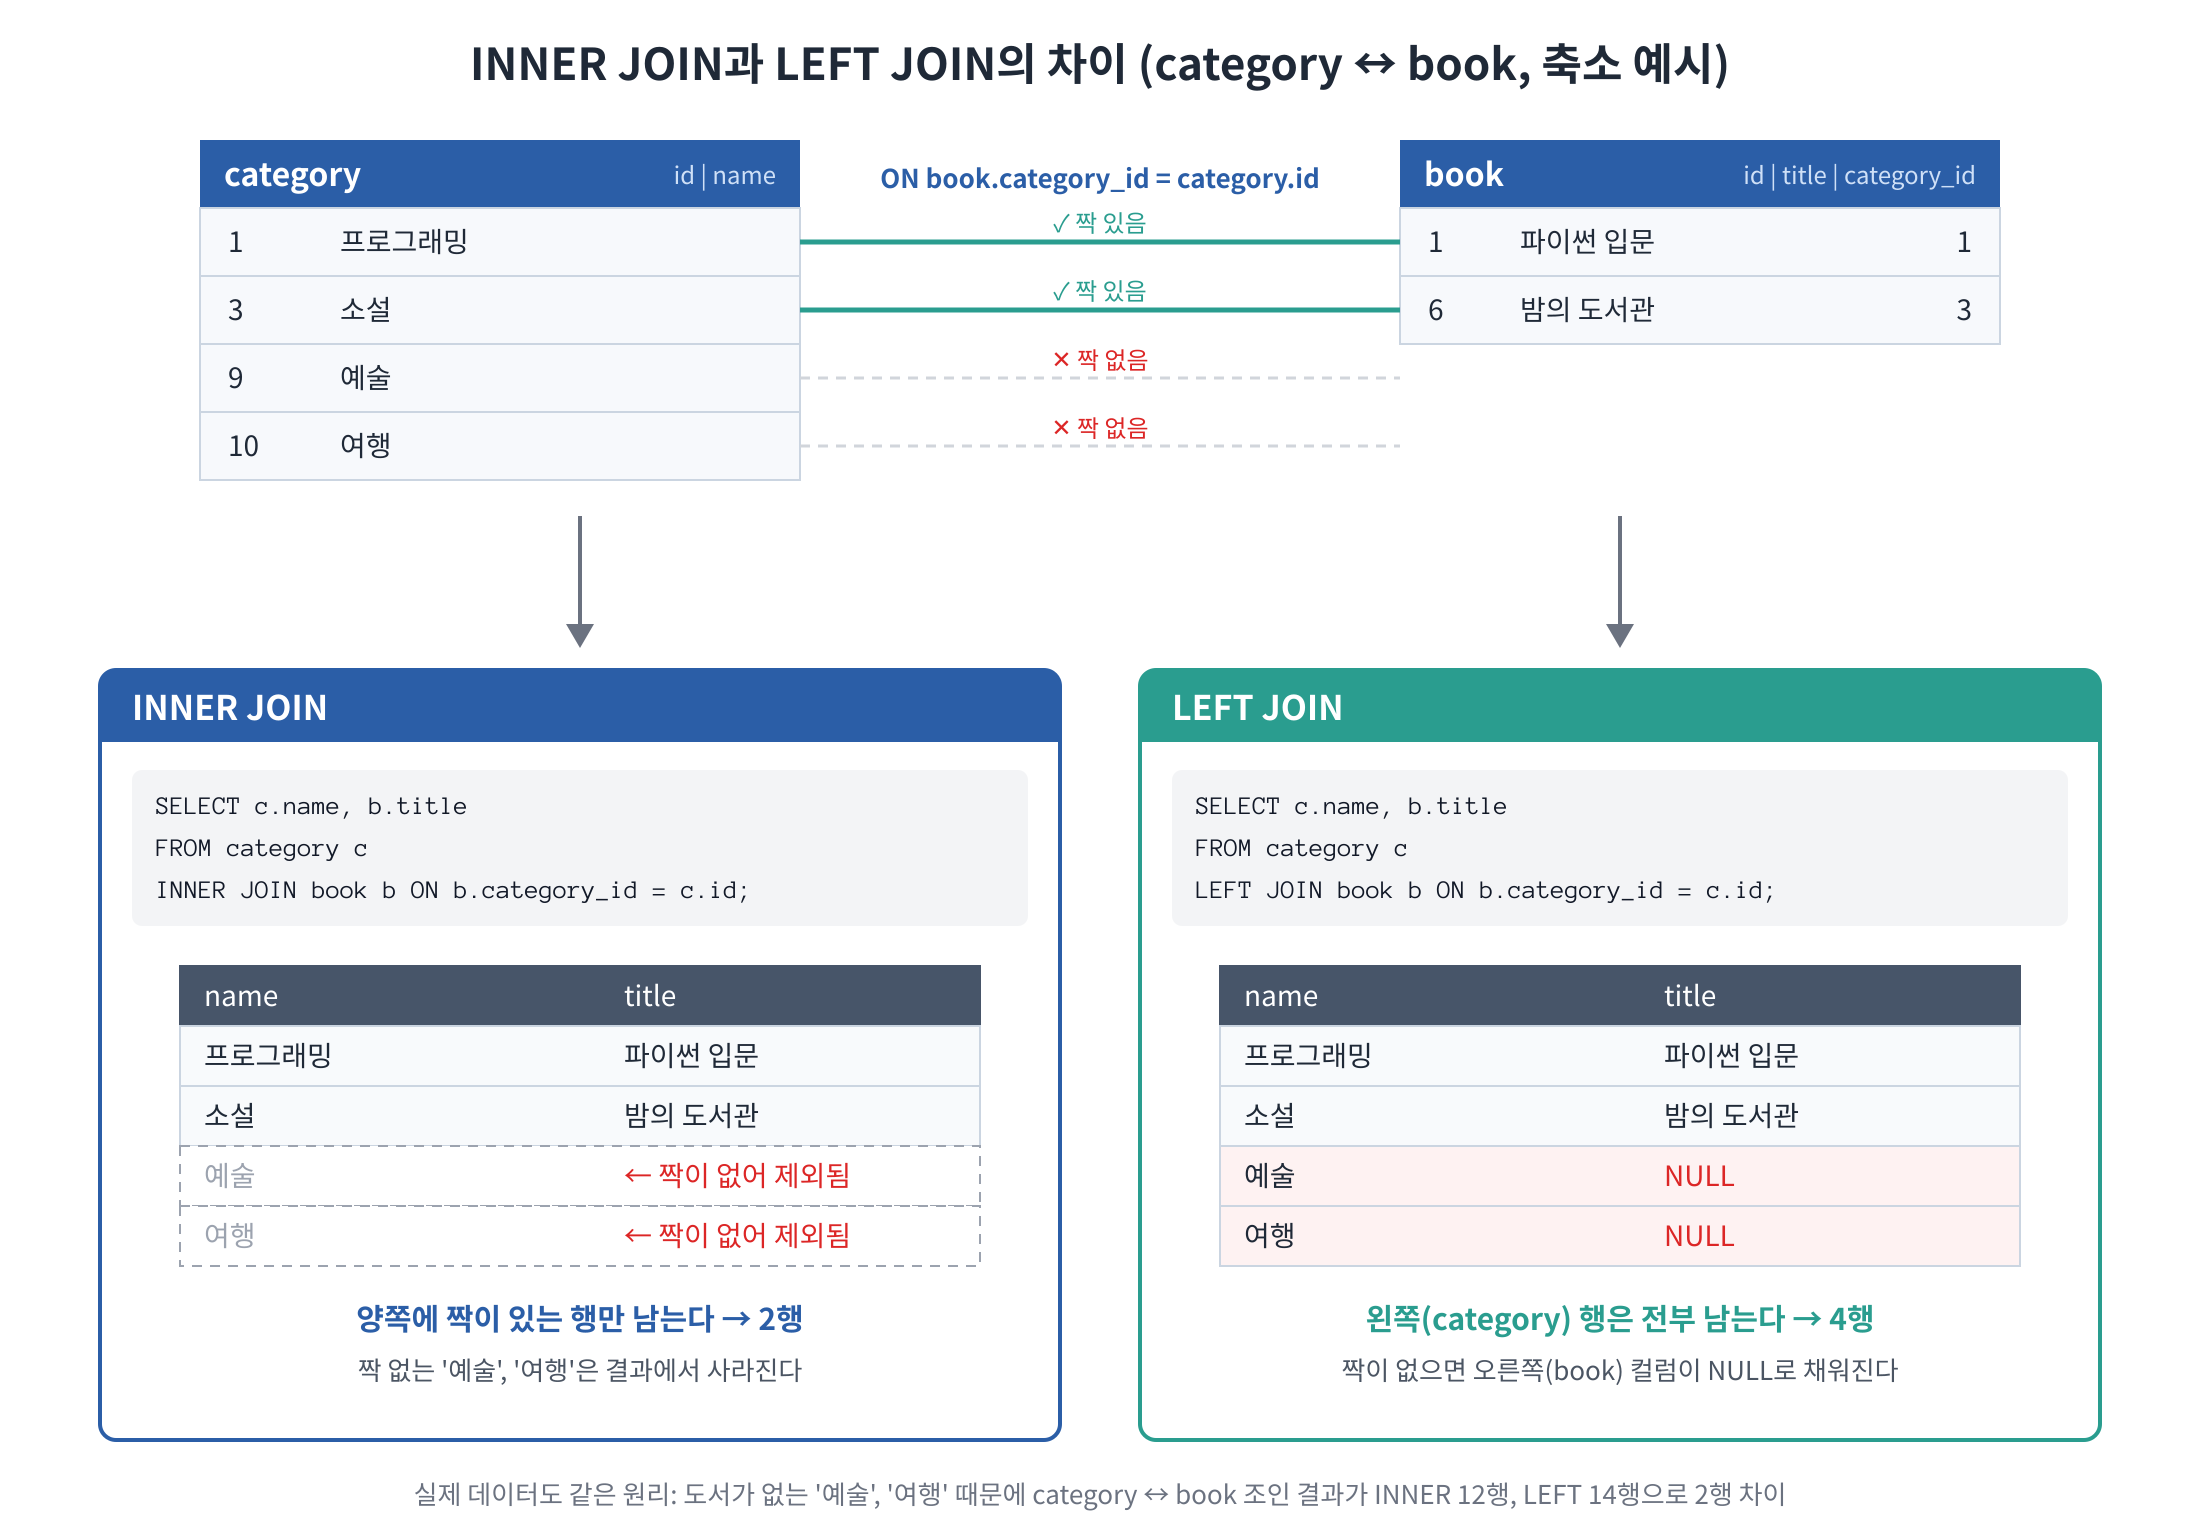 INNER JOIN과 LEFT JOIN의 차이 (category ↔ book, 축소 예시)
category id | name
1 프로그래밍
3 소설
9 예술
10 여행
ON book.category_id = category.id
✓ 짝 있음
✓ 짝 있음
✕ 짝 없음
✕ 짝 없음
book id | title | category_id
1 파이썬 입문 1
6 밤의 도서관 3
INNER JOIN
SELECT c.name, b.title
FROM category c
INNER JOIN book b ON b.category_id = c.id;
name title
프로그래밍 파이썬 입문
소설 밤의 도서관
예술 ← 짝이 없어 제외됨
여행 ← 짝이 없어 제외됨
양쪽에 짝이 있는 행만 남는다 → 2행
짝 없는 '예술', '여행'은 결과에서 사라진다
LEFT JOIN
SELECT c.name, b.title
FROM category c
LEFT JOIN book b ON b.category_id = c.id;
name title
프로그래밍 파이썬 입문
소설 밤의 도서관
예술 NULL
여행 NULL
왼쪽(category) 행은 전부 남는다 → 4행
짝이 없으면 오른쪽(book) 컬럼이 NULL로 채워진다
실제 데이터도 같은 원리: 도서가 없는 '예술', '여행' 때문에 category ↔ book 조인 결과가 INNER 12행, LEFT 14행으로 2행 차이